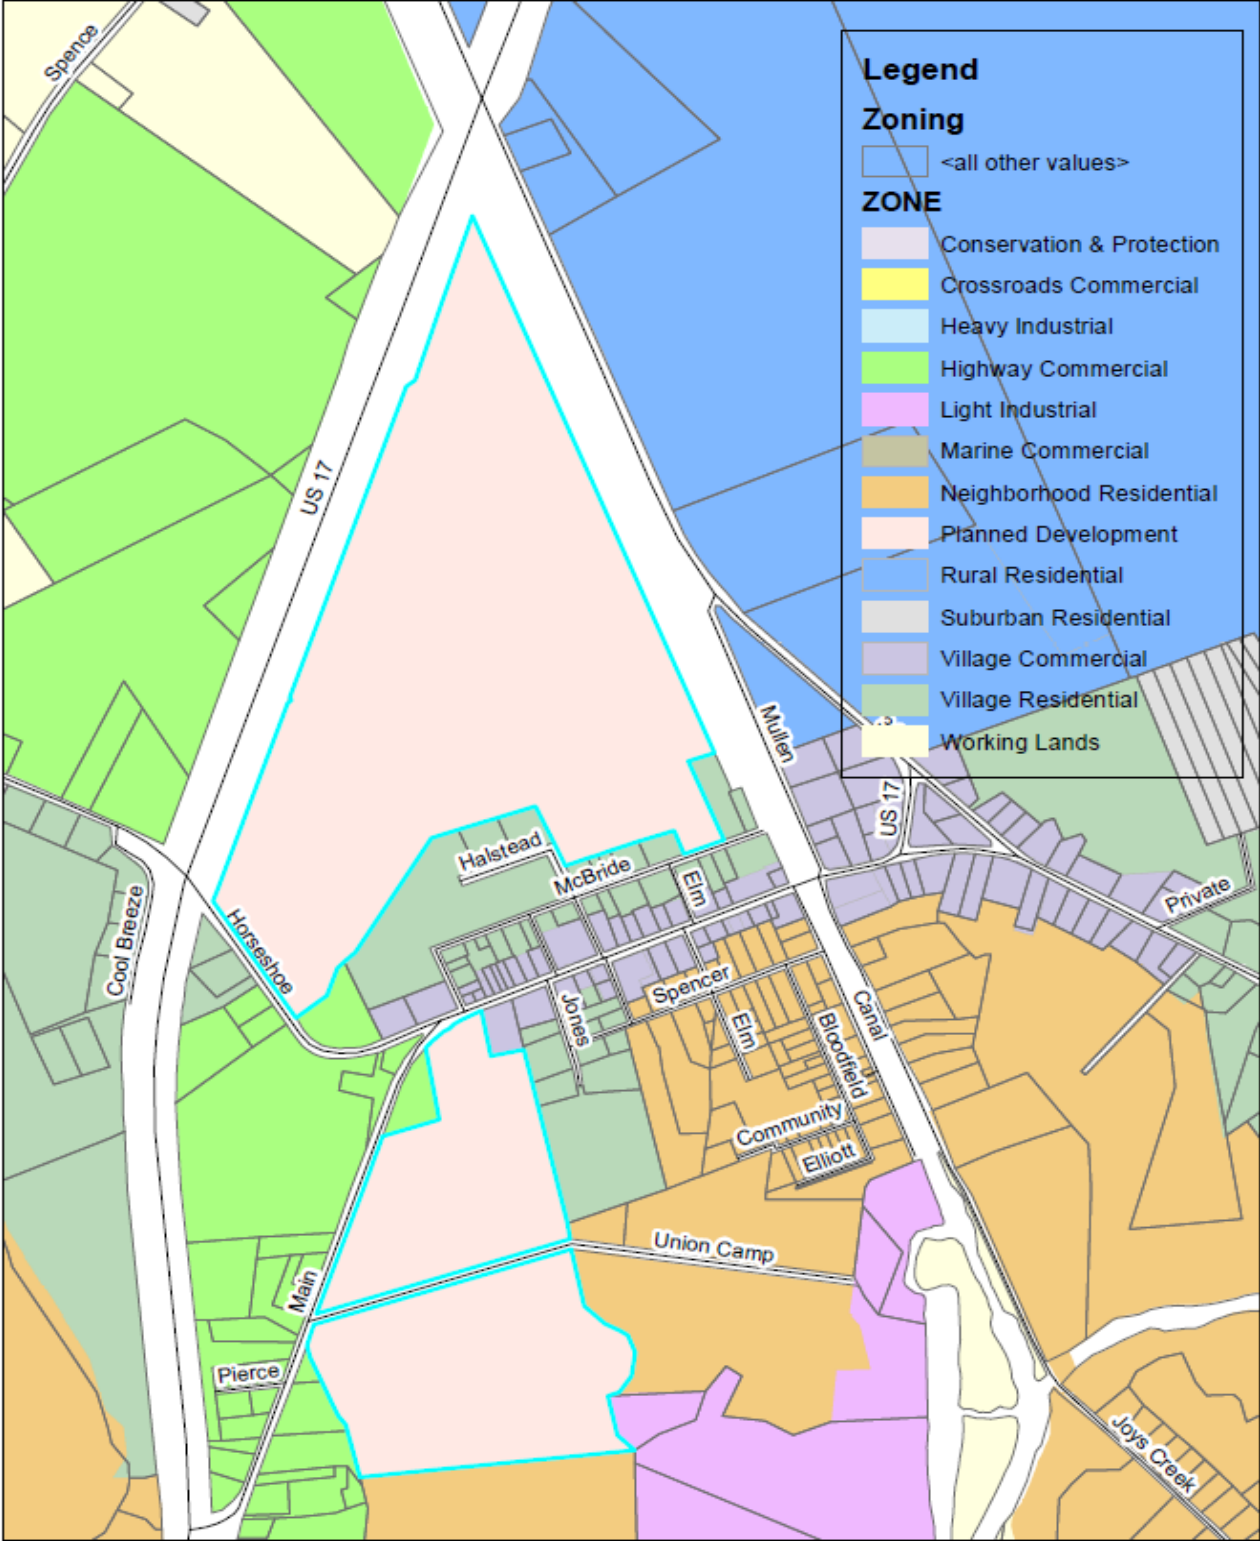 Spence
Legend
Zoning
<all other values>
ZONE
Conservation & Protection
Crossroads Commercial
Heavy Industrial
Highway Commercial
Light Industrial
Marine Commercial
Neighborhood Residential
Planned Development
Rural Residential
Suburban Residential
Village Commercial
Village Residential
Working Lands
US 17
Mullen
US 17
Halstead
McBride
Elm
Private
Cool Breeze
Horseshoe
Spencer
Jones
Elm
Bloodfield
Canal
Community
Elliott
Union Camp
Main
Pierce
Joys Creek